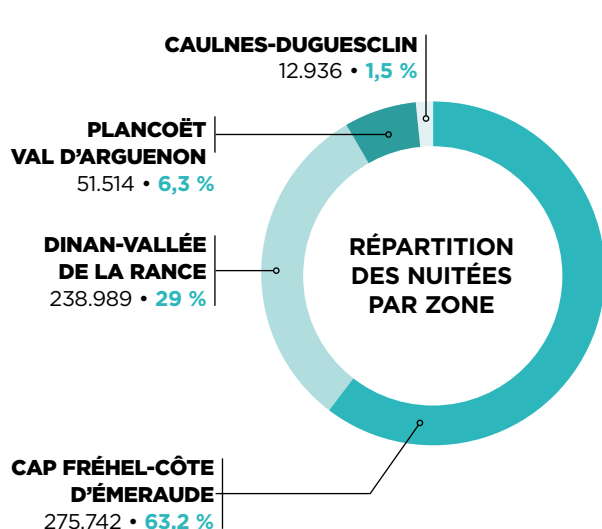 CAULNES-DUGUESCLIN
12.936 • 1,5 %
PLANCOËT
VAL D'ARGUENON
51.514 • 6,3 %
DINAN-VALLÉE
DE LA RANCE
238.989 • 29 %
RÉPARTITION
DES NUITÉES
PAR ZONE
CAP FRÉHEL-CÔTE
D'ÉMERAUDE
275.742 • 63,2 %